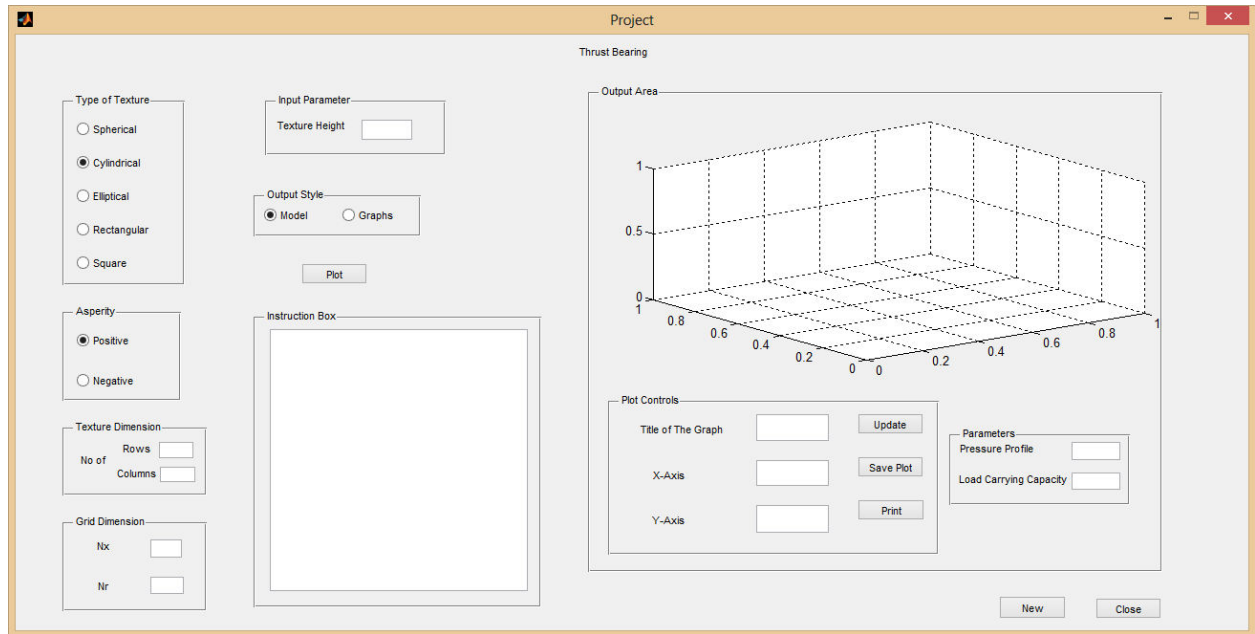 Project
Thrust Bearing
Type of Texture
Spherical
Cylindrical
Elliptical
Rectangular
Square
Asperity
Positive
Negative
Texture Dimension
No of
Rows
Columns
Grid Dimension
Nx
Nr
Input Parameter
Texture Height
Output Style
Model Graphs
Plot
Instruction Box
Output Area
1
0.5
0
1
0.8
0.6
0.4
0.2
0
0
0.2
0.4
0.6
0.8
1
Plot Controls
Title of The Graph
Update
X-Axis
Save Plot
Y-Axis
Print
Parameters
Pressure Profile
Load Carrying Capacity
New
Close